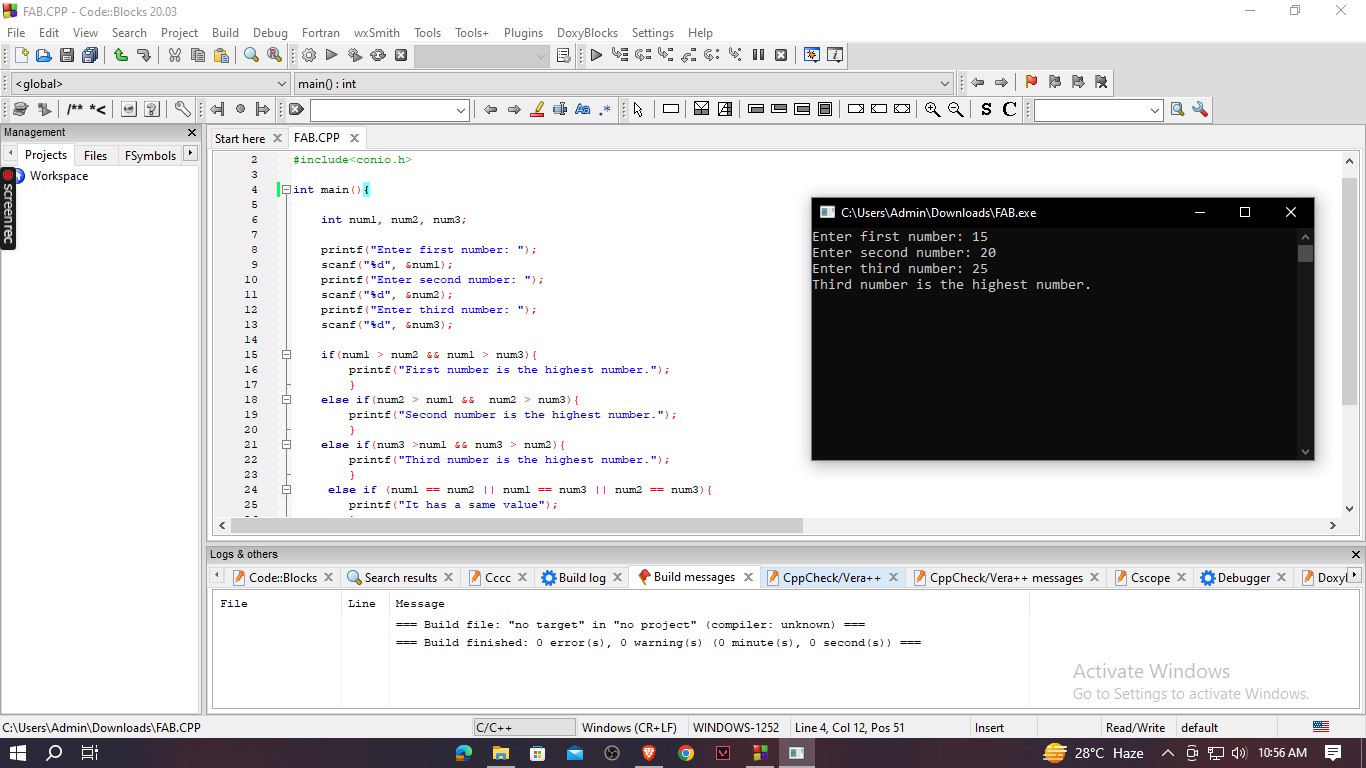 FAB.CPP - Code::Blocks 20.03
File Edit View Search Project Build Debug Fortran wxSmith Tools Tools+ Plugins DoxyBlocks Settings Help
<global> main() : int
/** *< Aa .* S C
Management
Projects Files FSymbols
Workspace
screenrec
Start here FAB.CPP
2 #include<conio.h>
3
4 int main(){
5
6 int num1, num2, num3;
7
8 printf("Enter first number: ");
9 scanf("%d", &num1);
10 printf("Enter second number: ");
11 scanf("%d", &num2);
12 printf("Enter third number: ");
13 scanf("%d", &num3);
14
15 if(num1 > num2 && num1 > num3){
16 printf("First number is the highest number.");
17 }
18 else if(num2 > num1 &&  num2 > num3){
19 printf("Second number is the highest number.");
20 }
21 else if(num3 >num1 && num3 > num2){
22 printf("Third number is the highest number.");
23 }
24 else if (num1 == num2 || num1 == num3 || num2 == num3){
25 printf("It has a same value");
C:\Users\Admin\Downloads\FAB.exe
Enter first number: 15
Enter second number: 20
Enter third number: 25
Third number is the highest number.
Logs & others
Code::Blocks Search results CccC Build log Build messages CppCheck/Vera++ CppCheck/Vera++ messages Cscope Debugger Doxyl
File Line Message
=== Build file: "no target" in "no project" (compiler: unknown) ===
=== Build finished: 0 error(s), 0 warning(s) (0 minute(s), 0 second(s)) ===
Activate Windows
Go to Settings to activate Windows.
C:\Users\Admin\Downloads\FAB.CPP C/C++ Windows (CR+LF) WINDOWS-1252 Line 4, Col 12, Pos 51 Insert Read/Write default
28°C Haze 10:56 AM